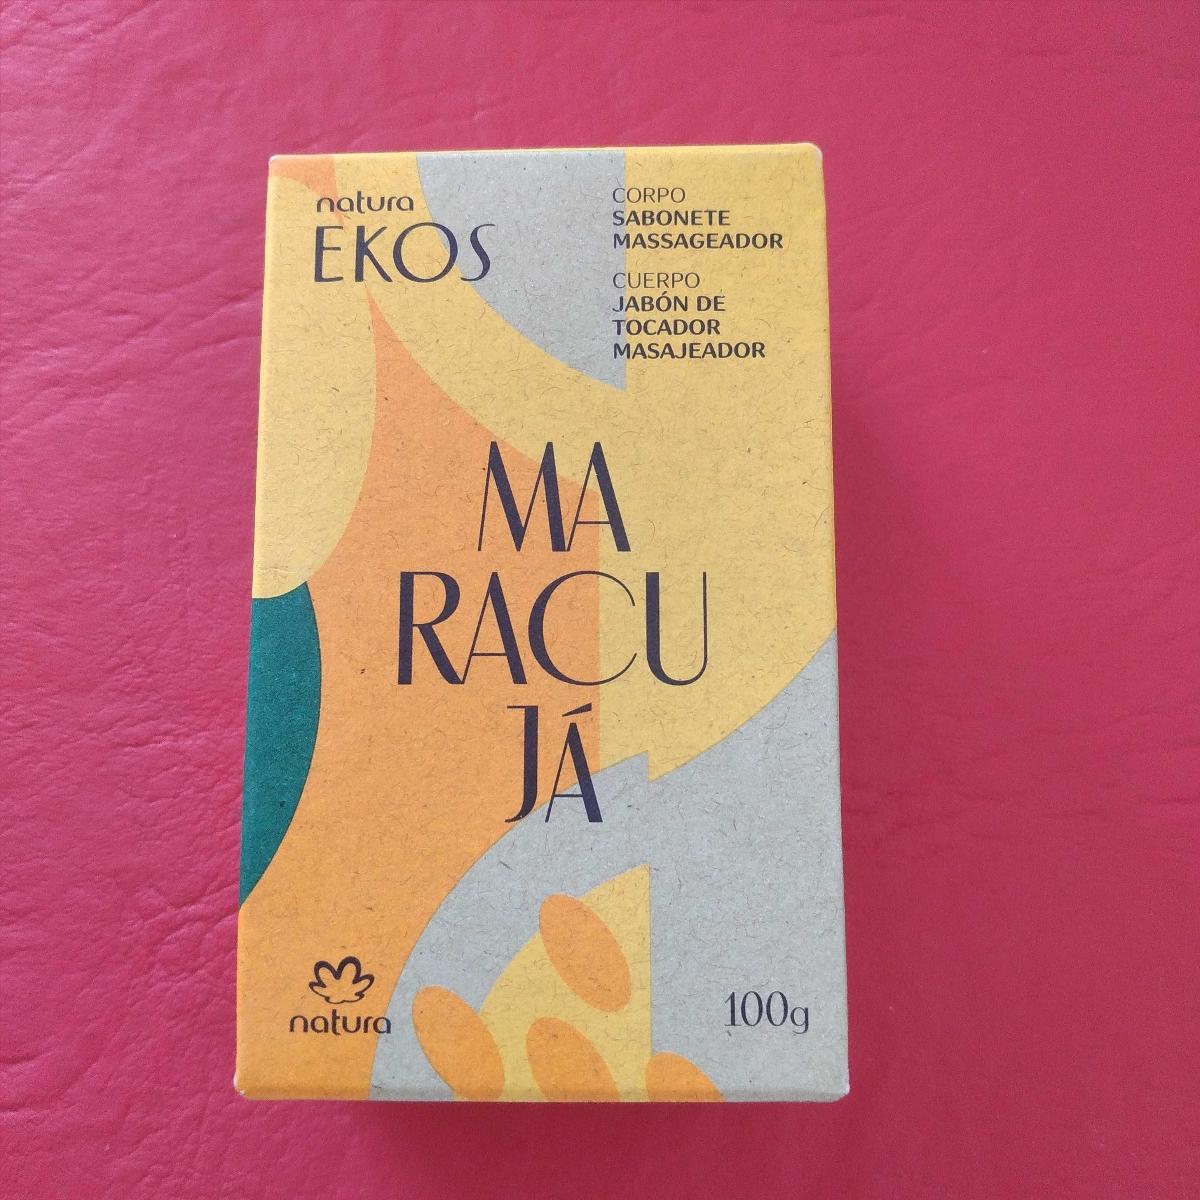 natura
EKOS
CORPO
SABONETE
MASSAGEADOR
CUERPO
JABÓN DE
TOCADOR
MASAJEADOR
MA
RACU
JÁ
natura
100g